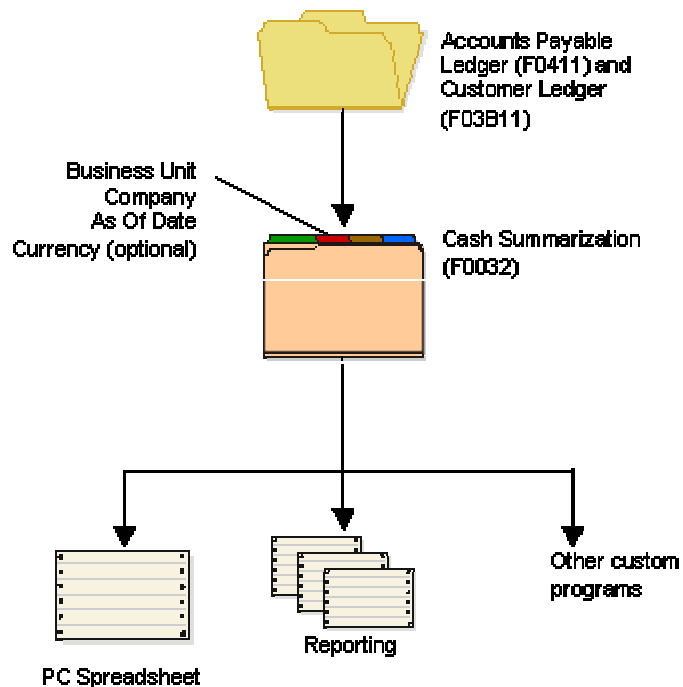 Accounts Payable
Ledger (F0411) and
Customer Ledger
(F03B11)
Business Unit
Company
As Of Date
Currency (optional)
Cash Summarization
(F0032)
Other custom
programs
Reporting
PC Spreadsheet